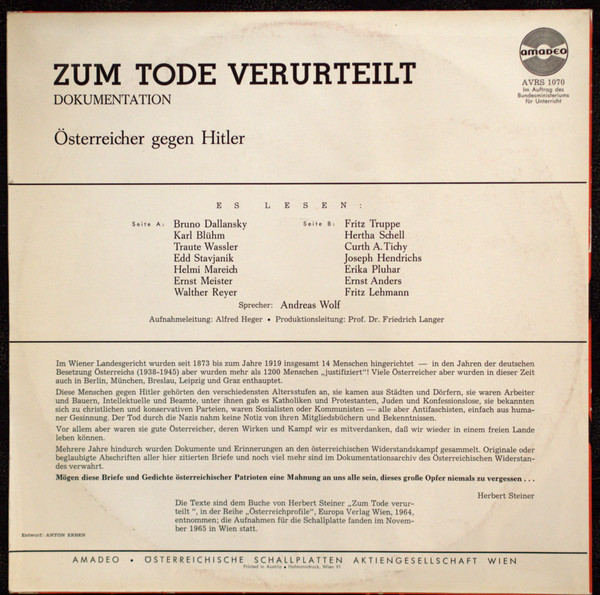 amadeo
AVRS 1070
Im Auftrag des
Bundesministeriums
für Unterricht
ZUM TODE VERURTEILT
DOKUMENTATION
Österreicher gegen Hitler
ES LESEN:
Seite A: Bruno Dallansky
Karl Blühm
Traute Wassler
Edd Stavjanik
Helmi Mareich
Ernst Meister
Walther Reyer
Seite B: Fritz Truppe
Hertha Schell
Curth A. Tichy
Joseph Hendrichs
Erika Pluhar
Ernst Anders
Fritz Lehmann
Sprecher: Andreas Wolf
Aufnahmeleitung: Alfred Heger • Produktionsleitung: Prof. Dr. Friedrich Langer
Im Wiener Landesgericht wurden seit 1873 bis zum Jahre 1919 insgesamt 14 Menschen hingerichtet — in den Jahren der deutschen
Besetzung Österreichs (1938-1945) aber wurden mehr als 1200 Menschen „justifiziert"! Viele Österreicher aber wurden in dieser Zeit
auch in Berlin, München, Breslau, Leipzig und Graz enthauptet.
Diese Menschen gegen Hitler gehörten den verschiedensten Altersstufen an, sie kamen aus Städten und Dörfern, sie waren Arbeiter
und Bauern, Intellektuelle und Beamte, unter ihnen gab es Katholiken und Protestanten, Juden und Konfessionslose, sie bekannten
sich zu christlichen und konservativen Parteien, waren Sozialisten oder Kommunisten — alle aber Antifaschisten, einfach aus huma-
ner Gesinnung. Der Tod durch die Nazis nahm keine Notiz von ihren Mitgliedsbüchern und Bekenntnissen.
Vor allem aber waren sie gute Österreicher, deren Wirken und Kampf wir es mitverdanken, daß wir wieder in einem freien Lande
leben können.
Mehrere Jahre hindurch wurden Dokumente und Erinnerungen an den österreichischen Widerstandskampf gesammelt. Originale oder
beglaubigte Abschriften aller hier zitierten Briefe und noch viel mehr sind im Dokumentationsarchiv des Österreichischen Widerstan-
des verwahrt.
Mögen diese Briefe und Gedichte österreichischer Patrioten eine Mahnung an uns alle sein, dieses große Opfer niemals zu vergessen . . .
Herbert Steiner
Die Texte sind dem Buche von Herbert Steiner „Zum Tode verur-
teilt ", in der Reihe „Österreichprofile", Europa Verlag Wien, 1964,
entnommen; die Aufnahmen für die Schallplatte fanden im Novem-
ber 1965 in Wien statt.
Entwurf: ANTON ERBEN
AMADEO • ÖSTERREICHISCHE SCHALLPLATTEN AKTIENGESELLSCHAFT WIEN
Printed in Austria • Hofmanndruck, Wien VI